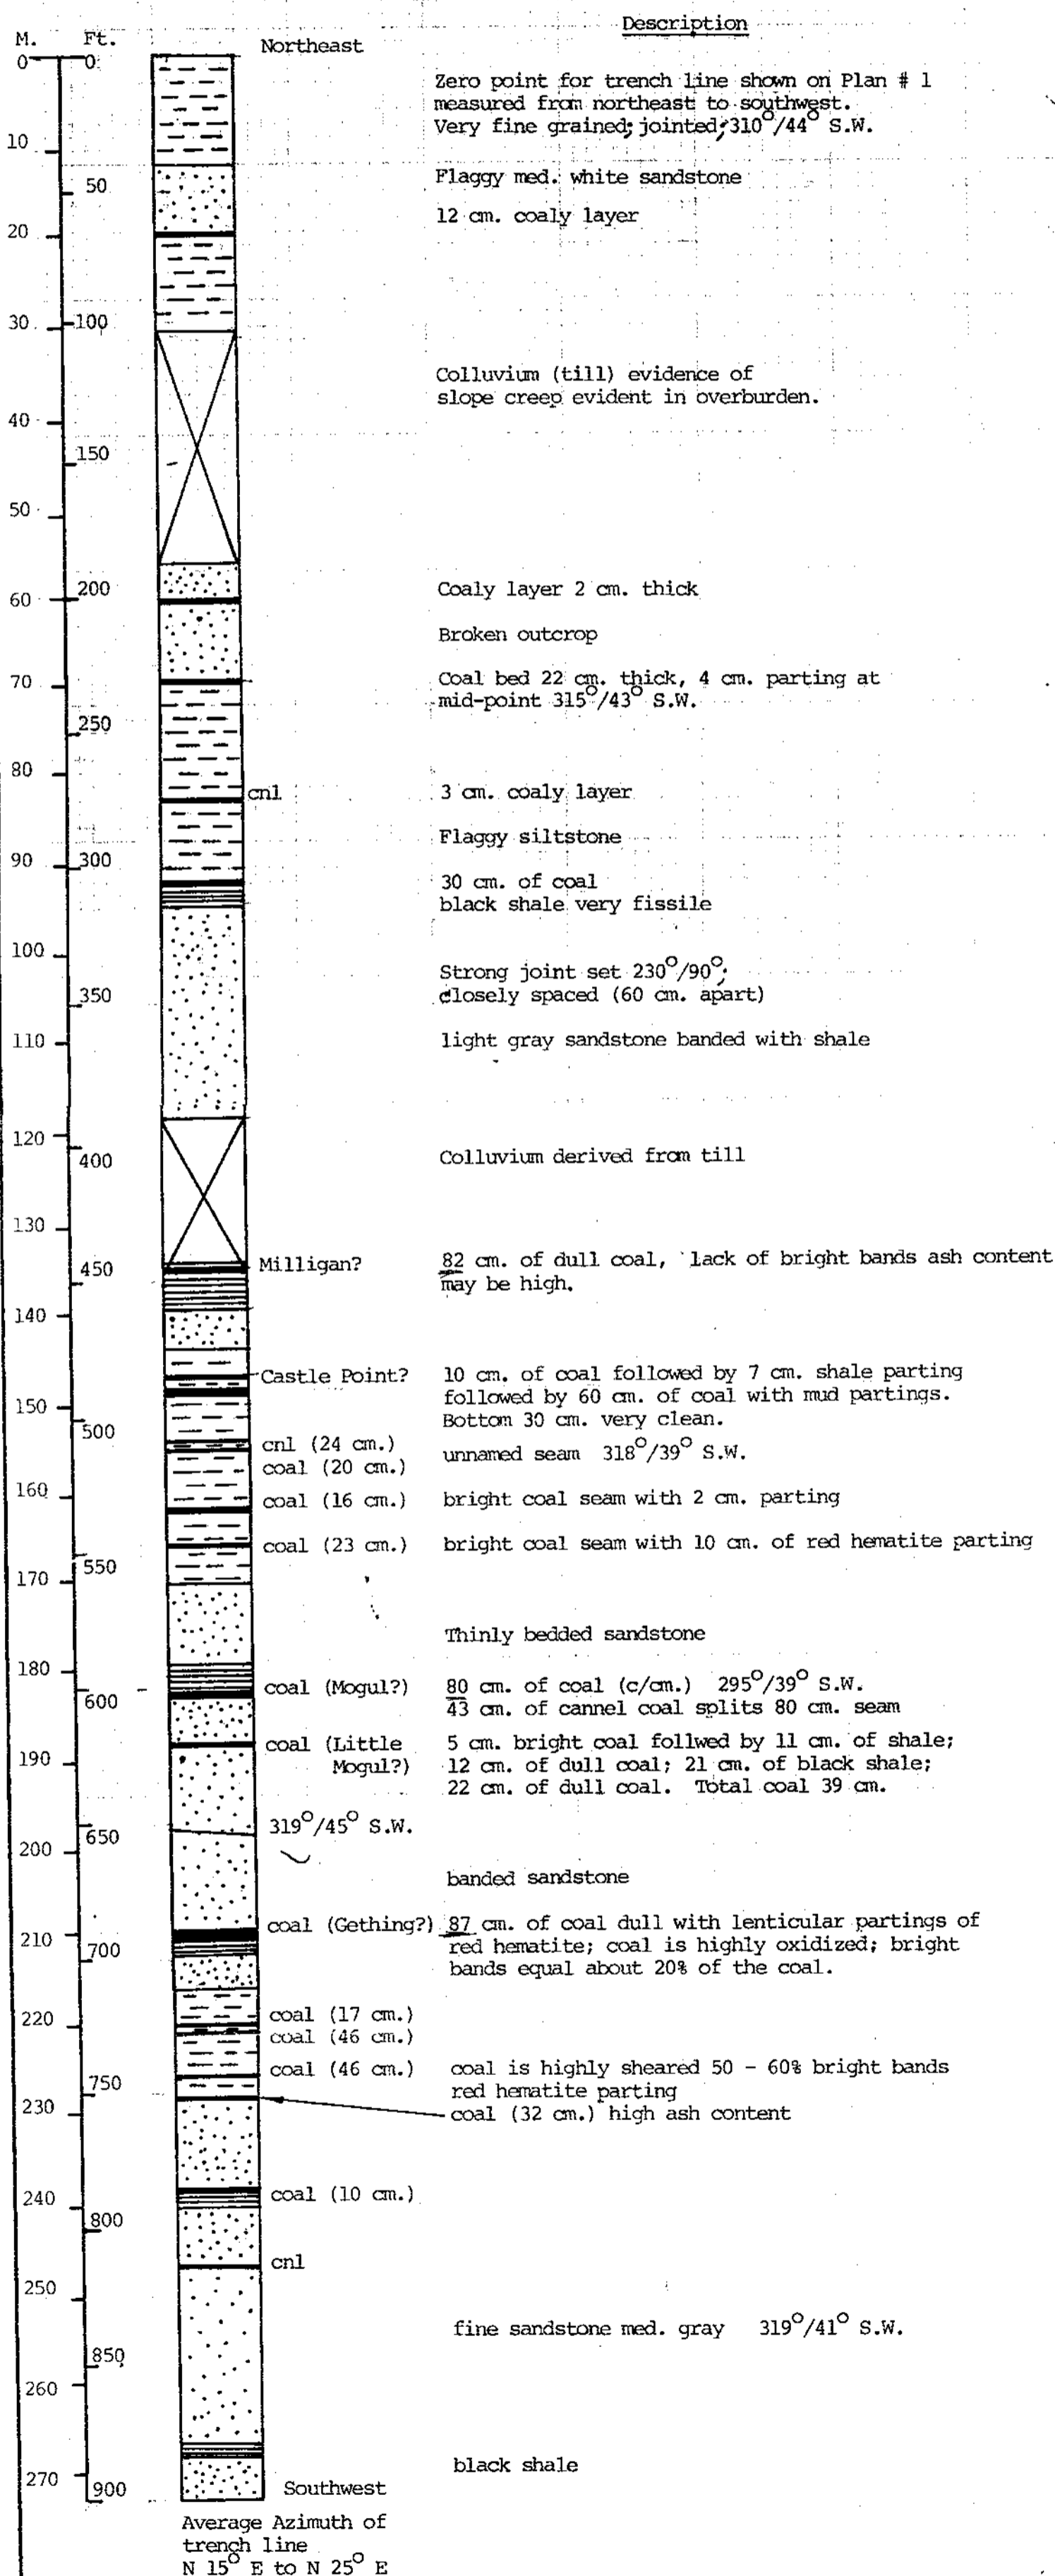 Description
M. Ft. Northeast
0 0
Zero point for trench line shown on Plan # 1
measured from northeast to southwest.
Very fine grained; jointed; 310°/44° S.W.
10
50 Flaggy med. white sandstone
12 cm. coaly layer
20
30 100
Colluvium (till) evidence of
slope creep evident in overburden.
40
150
50
200 Coaly layer 2 cm. thick
60
Broken outcrop
70 Coal bed 22 cm. thick, 4 cm. parting at
mid-point 315°/43° S.W.
250
80
cnl 3 cm. coaly layer
Flaggy siltstone
90 300
30 cm. of coal
black shale very fissile
100
Strong joint set 230°/90°;
closely spaced (60 cm. apart)
350
110 light gray sandstone banded with shale
120
400 Colluvium derived from till
130
450 Milligan? 82 cm. of dull coal, lack of bright bands ash content
may be high.
140
Castle Point? 10 cm. of coal followed by 7 cm. shale parting
followed by 60 cm. of coal with mud partings.
150 Bottom 30 cm. very clean.
500
cnl (24 cm.) unnamed seam 318°/39° S.W.
coal (20 cm.)
160
coal (16 cm.) bright coal seam with 2 cm. parting
coal (23 cm.) bright coal seam with 10 cm. of red hematite parting
550
170
Thinly bedded sandstone
180
coal (Mogul?) 80 cm. of coal (c/cm.) 295°/39° S.W.
600 43 cm. of cannel coal splits 80 cm. seam
coal (Little 5 cm. bright coal follwed by 11 cm. of shale;
190 Mogul?) 12 cm. of dull coal; 21 cm. of black shale;
22 cm. of dull coal. Total coal 39 cm.
650 319°/45° S.W.
200
banded sandstone
coal (Gething?) 87 cm. of coal dull with lenticular partings of
210 700 red hematite; coal is highly oxidized; bright
bands equal about 20% of the coal.
220 coal (17 cm.)
coal (46 cm.)
coal (46 cm.) coal is highly sheared 50 - 60% bright bands
750 red hematite parting
230 coal (32 cm.) high ash content
240 coal (10 cm.)
800
cnl
250
fine sandstone med. gray 319°/41° S.W.
850
260
black shale
270 900 Southwest
Average Azimuth of
trench line
N 15° E to N 25° E